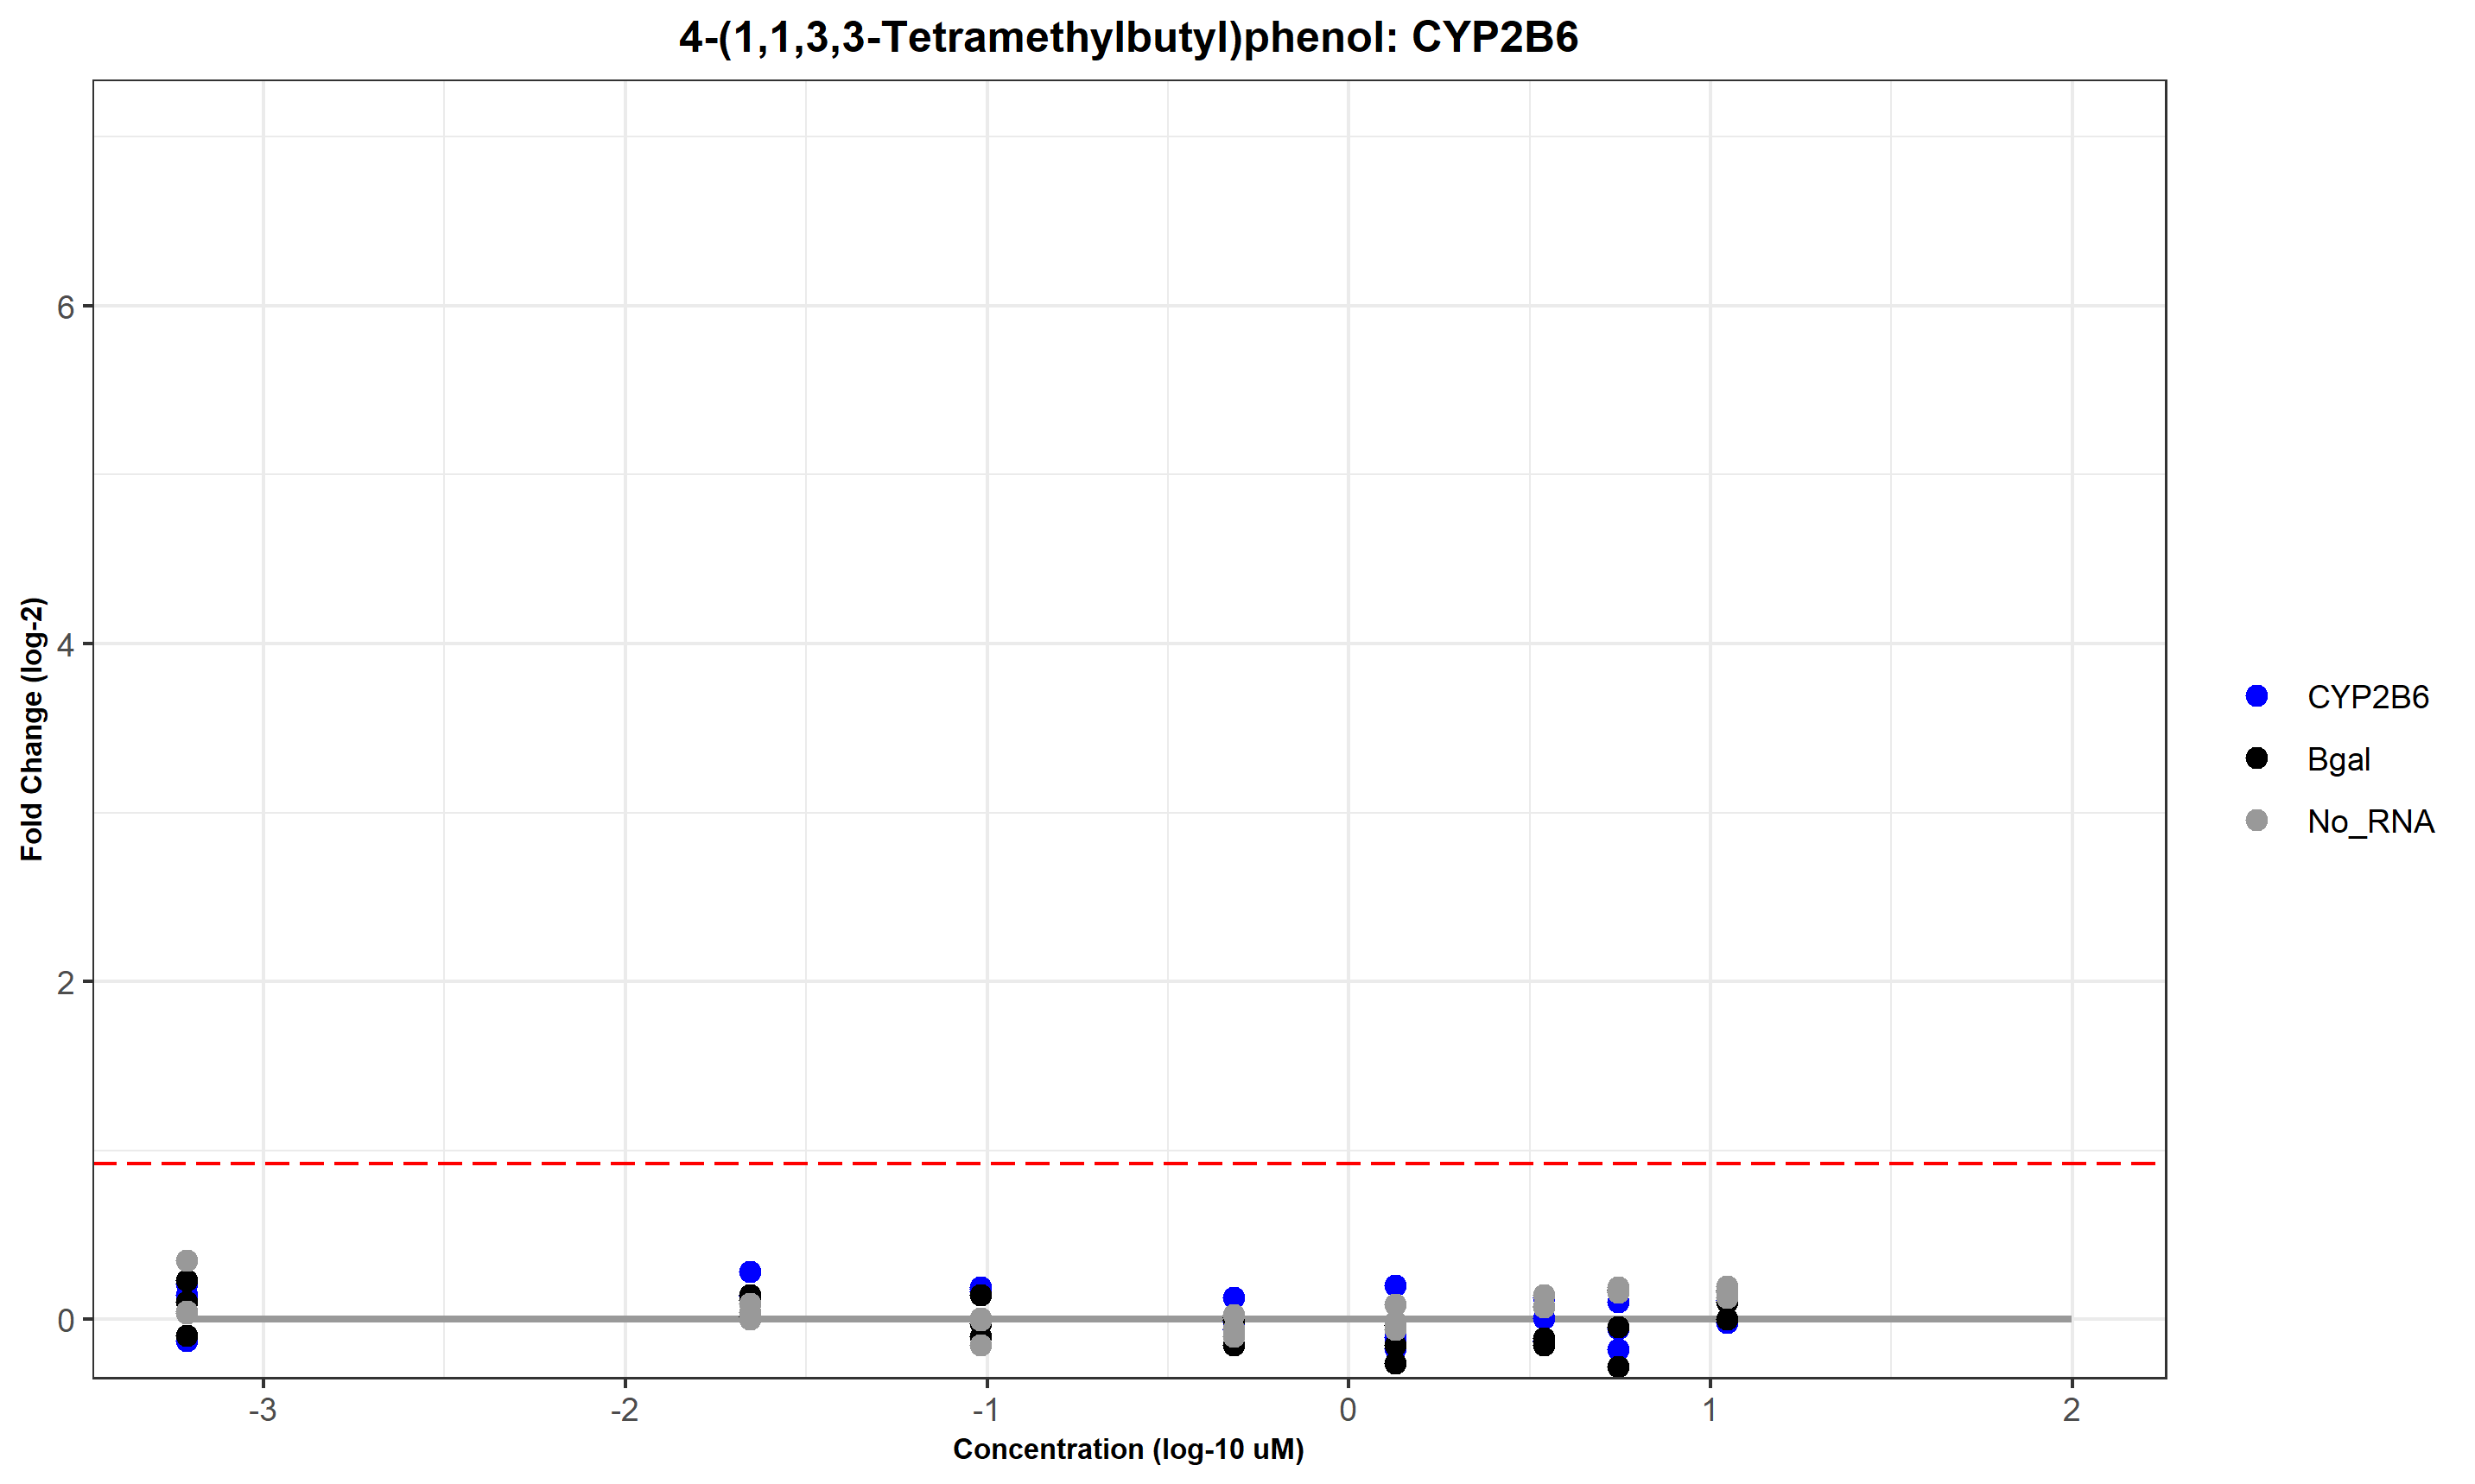 4-(1,1,3,3-Tetramethylbutyl)phenol: CYP2B6
Fold Change (log-2)
6
4
2
0
-3
-2
-1
0
1
2
Concentration (log-10 uM)
CYP2B6
Bgal
No_RNA